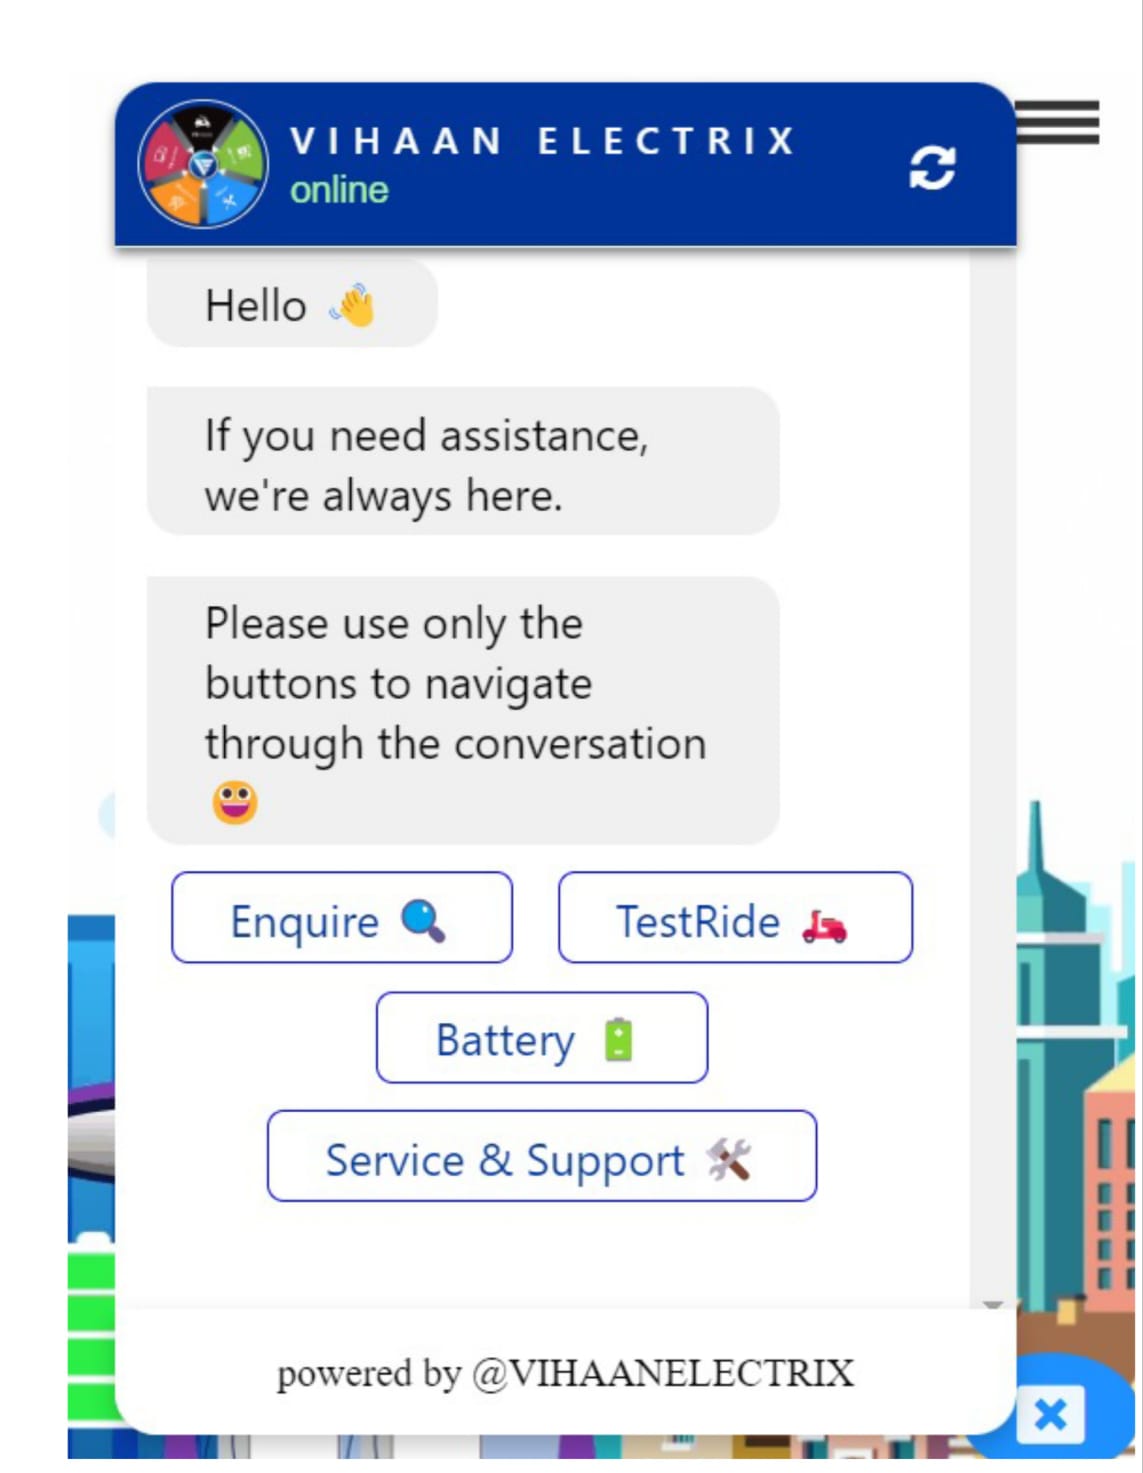 VIHAAN ELECTRIX
online
Hello 👋
If you need assistance,
we're always here.
Please use only the
buttons to navigate
through the conversation
😀
Enquire 🔍
TestRide 🛵
Battery 🔋
Service & Support 🛠️
powered by @VIHAANELECTRIX